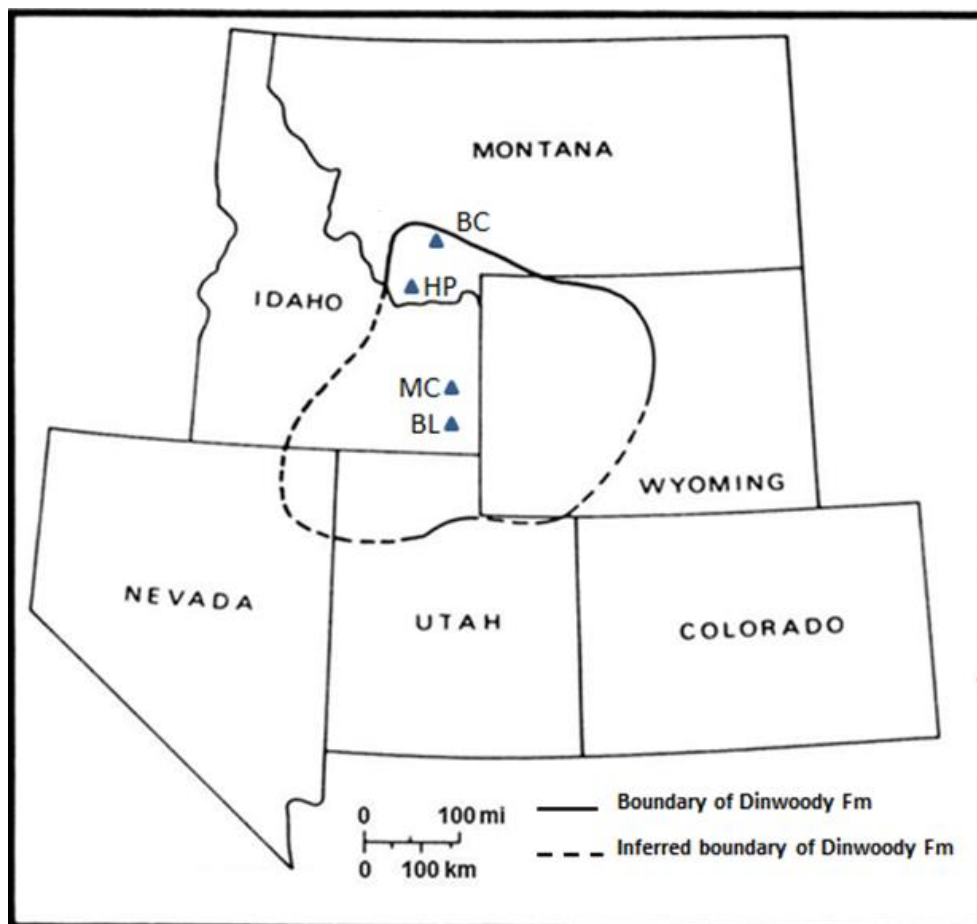 MONTANA
BC
HP
IDAHO
MC
BL
WYOMING
NEVADA
UTAH
COLORADO
0 100 mi
0 100 km
Boundary of Dinwoody Fm
Inferred boundary of Dinwoody Fm